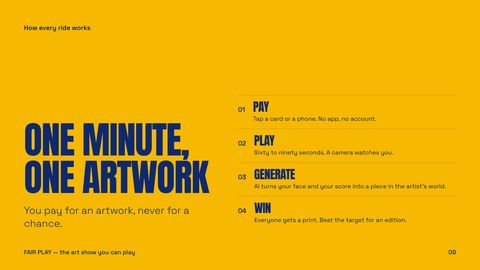 How every ride works
ONE MINUTE,
ONE ARTWORK
You pay for an artwork, never for a
chance.
01 PAY
Tap a card or a phone. No app, no account.
02 PLAY
Sixty to ninety seconds. A camera watches you.
03 GENERATE
AI turns your face and your score into a piece in the artist's world.
04 WIN
Everyone gets a print. Beat the target for an edition.
FAIR PLAY — the art show you can play
09